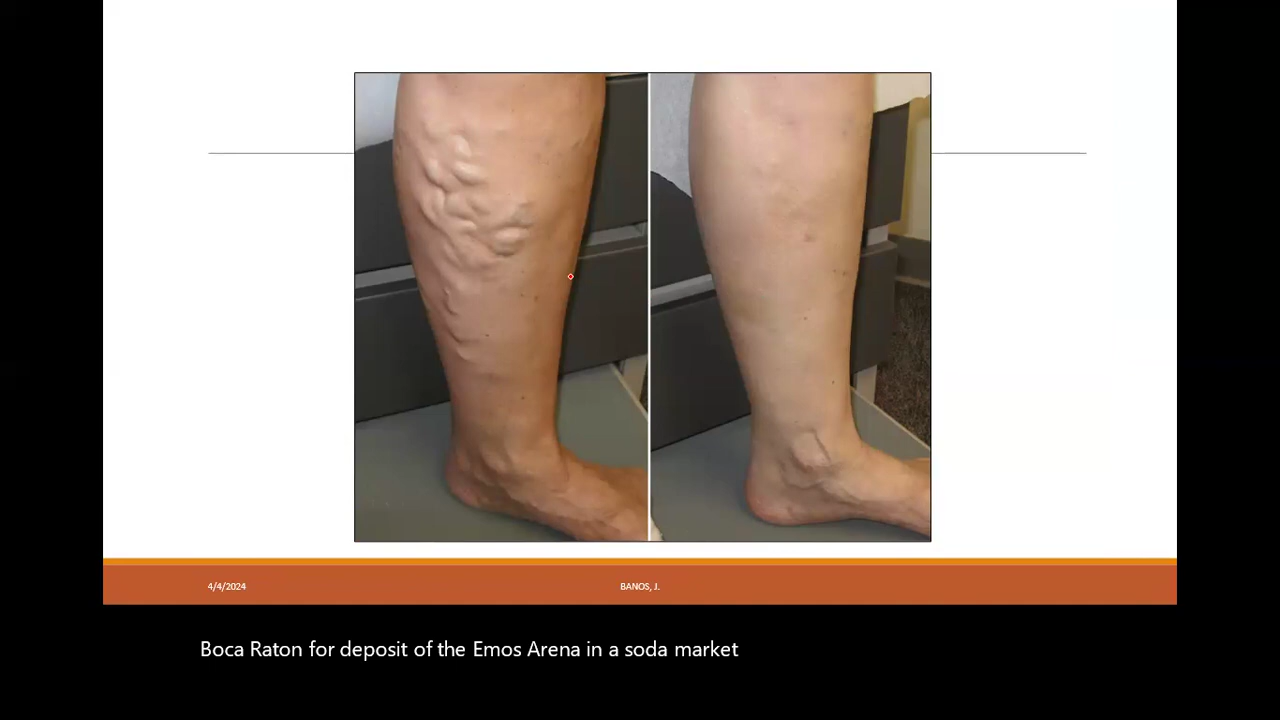 4/4/2024
BANOS, J.
Boca Raton for deposit of the Emos Arena in a soda market